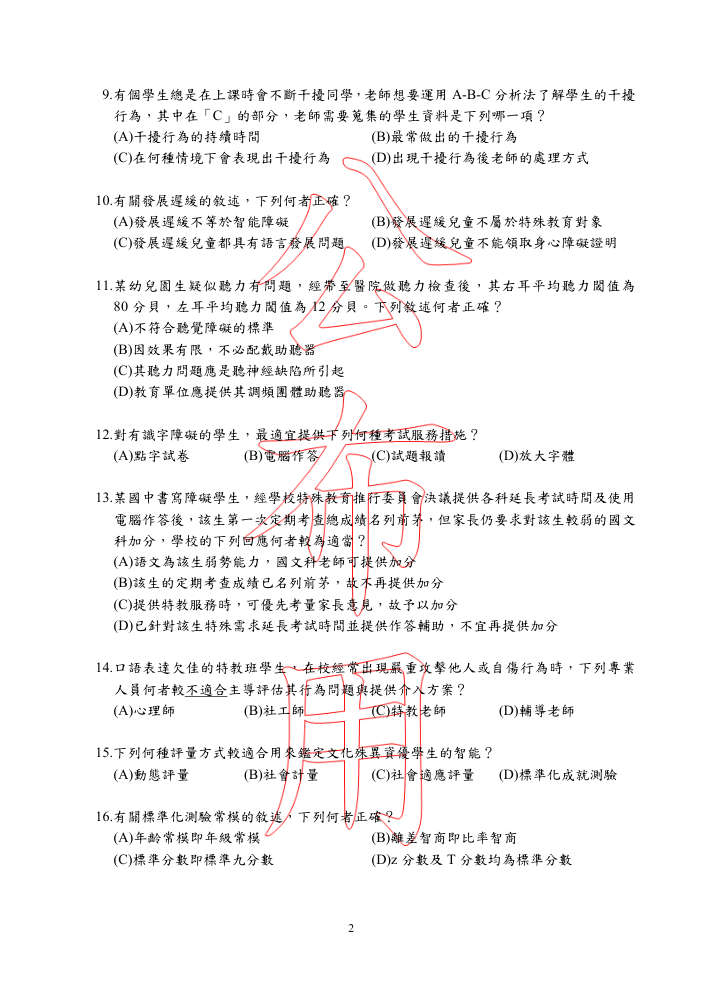 9.有個學生總是在上課時會不斷干擾同學，老師想要運用 A-B-C 分析法了解學生的干擾
行為，其中在「C」的部分，老師需要蒐集的學生資料是下列哪一項？
(A)干擾行為的持續時間 (B)最常做出的干擾行為
(C)在何種情境下會表現出干擾行為 (D)出現干擾行為後老師的處理方式
10.有關發展遲緩的敘述，下列何者正確？
(A)發展遲緩不等於智能障礙 (B)發展遲緩兒童不屬於特殊教育對象
(C)發展遲緩兒童都具有語言發展問題 (D)發展遲緩兒童不能領取身心障礙證明
11.某幼兒園生疑似聽力有問題，經帶至醫院做聽力檢查後，其右耳平均聽力閾值為
80 分貝，左耳平均聽力閾值為 12 分貝。下列敘述何者正確？
(A)不符合聽覺障礙的標準
(B)因效果有限，不必配戴助聽器
(C)其聽力問題應是聽神經缺陷所引起
(D)教育單位應提供其調頻團體助聽器
12.對有識字障礙的學生，最適宜提供下列何種考試服務措施？
(A)點字試卷 (B)電腦作答 (C)試題報讀 (D)放大字體
13.某國中書寫障礙學生，經學校特殊教育推行委員會決議提供各科延長考試時間及使用
電腦作答後，該生第一次定期考查總成績名列前茅，但家長仍要求對該生較弱的國文
科加分，學校的下列回應何者較為適當？
(A)語文為該生弱勢能力，國文科老師可提供加分
(B)該生的定期考查成績已名列前茅，故不再提供加分
(C)提供特教服務時，可優先考量家長意見，故予以加分
(D)已針對該生特殊需求延長考試時間並提供作答輔助，不宜再提供加分
14.口語表達欠佳的特教班學生，在校經常出現嚴重攻擊他人或自傷行為時，下列專業
人員何者較不適合主導評估其行為問題與提供介入方案？
(A)心理師 (B)社工師 (C)特教老師 (D)輔導老師
15.下列何種評量方式較適合用來鑑定文化殊異資優學生的智能？
(A)動態評量 (B)社會計量 (C)社會適應評量 (D)標準化成就測驗
16.有關標準化測驗常模的敘述，下列何者正確？
(A)年齡常模即年級常模 (B)離差智商即比率智商
(C)標準分數即標準九分數 (D)z 分數及 T 分數均為標準分數
公布用
2